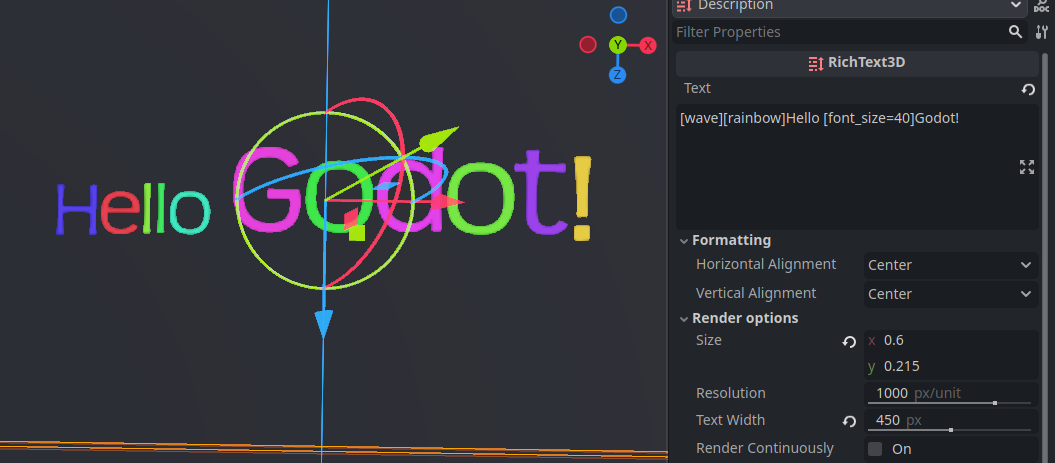 Description
DOC
Filter Properties
Y
X
Z
RichText3D
Text
[wave][rainbow]Hello [font_size=40]Godot!
Hello Godot!
Formatting
Horizontal Alignment Center
Vertical Alignment Center
Render options
Size x 0.6
y 0.215
Resolution 1000 px/unit
Text Width 450 px
Render Continuously On